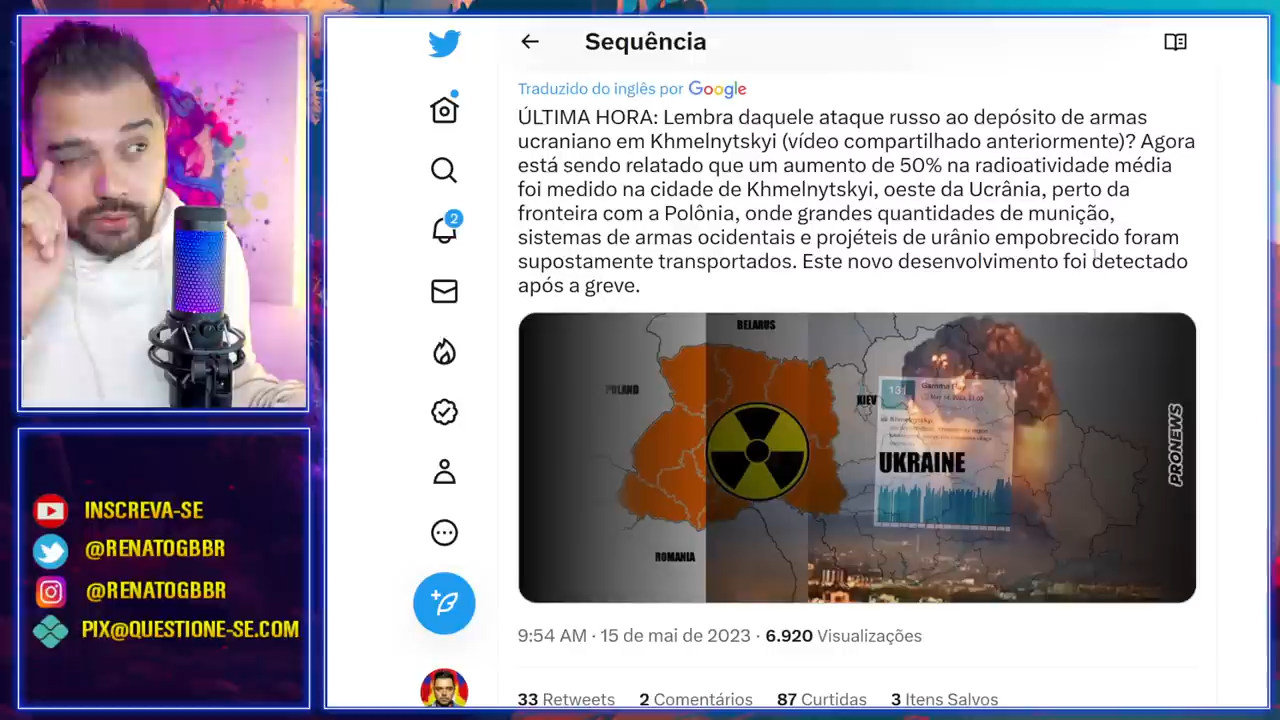 INSCREVA-SE
@RENATOGBBR
@RENATOGBBR
PIX@QUESTIONE-SE.COM
Sequência
2
Traduzido do inglês por Google
ÚLTIMA HORA: Lembra daquele ataque russo ao depósito de armas
ucraniano em Khmelnytskyi (vídeo compartilhado anteriormente)? Agora
está sendo relatado que um aumento de 50% na radioatividade média
foi medido na cidade de Khmelnytskyi, oeste da Ucrânia, perto da
fronteira com a Polônia, onde grandes quantidades de munição,
sistemas de armas ocidentais e projéteis de urânio empobrecido foram
supostamente transportados. Este novo desenvolvimento foi detectado
após a greve.
BELARUS
POLAND
KIEV
131
Gamma
UKRAINE
ROMANIA
PRONEWS
9:54 AM · 15 de mai de 2023 · 6.920 Visualizações
33 Retweets 2 Comentários 87 Curtidas 3 Itens Salvos